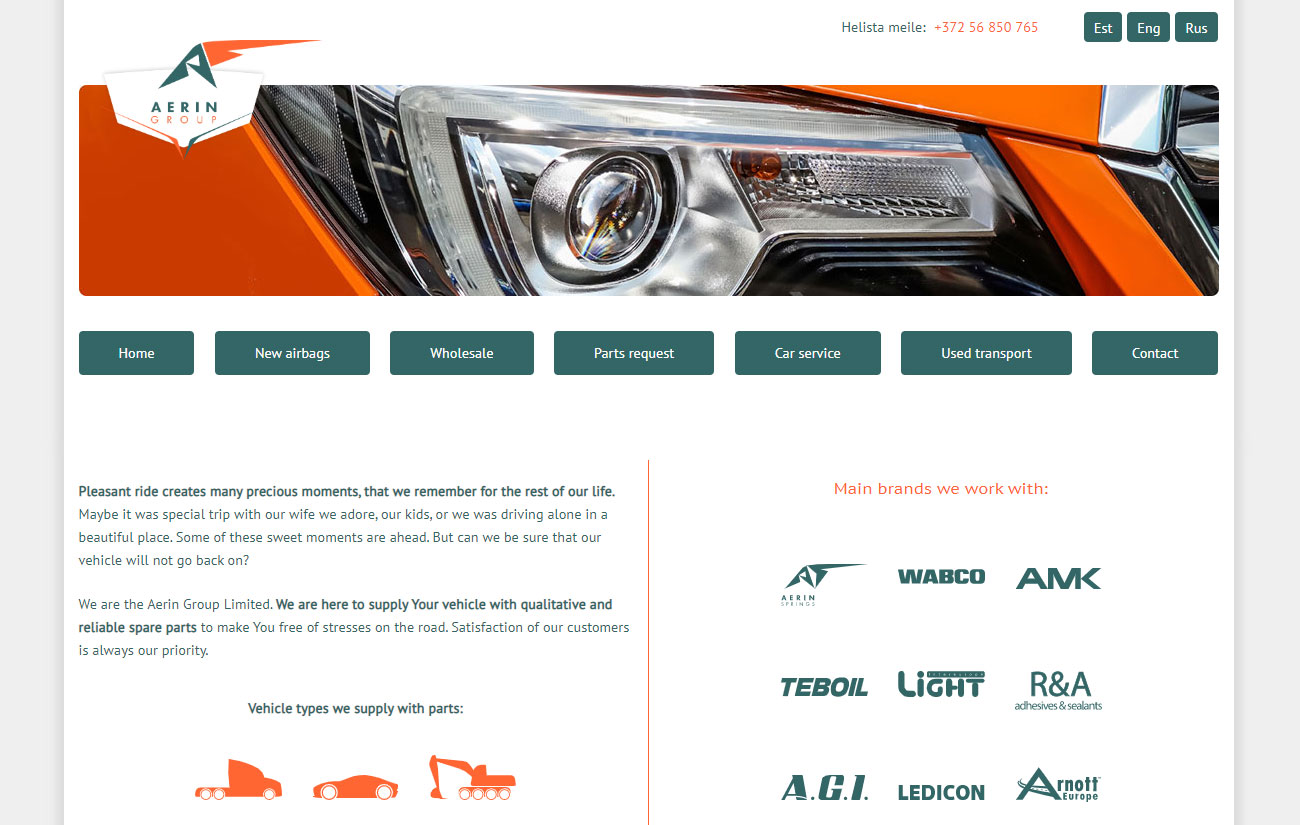 Helista meile: +372 56 850 765
Est
Eng
Rus
AERIN
GROUP
Home
New airbags
Wholesale
Parts request
Car service
Used transport
Contact
Pleasant ride creates many precious moments, that we remember for the rest of our life.
Maybe it was special trip with our wife we adore, our kids, or we was driving alone in a
beautiful place. Some of these sweet moments are ahead. But can we be sure that our
vehicle will not go back on?
We are the Aerin Group Limited. We are here to supply Your vehicle with qualitative and
reliable spare parts to make You free of stresses on the road. Satisfaction of our customers
is always our priority.
Vehicle types we supply with parts:
Main brands we work with:
AERIN
SPRINGS
WABCO
AMK
TEBOIL
LiGHT
R&A
adhesives & sealants
A.G.I.
LEDICON
Arnott
Europe